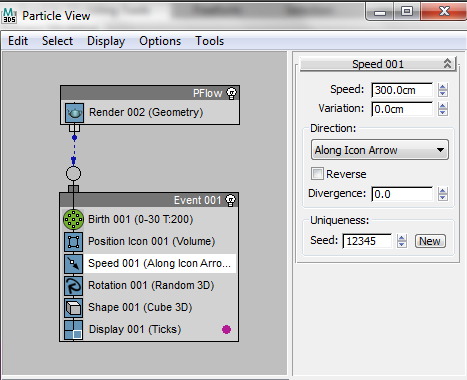 Particle View
Edit Select Display Options Tools
PFlow
Render 002 (Geometry)
Event 001
Birth 001 (0-30 T:200)
Position Icon 001 (Volume)
Speed 001 (Along Icon Arro...
Rotation 001 (Random 3D)
Shape 001 (Cube 3D)
Display 001 (Ticks)
Speed 001
Speed: 300.0cm
Variation: 0.0cm
Direction:
Along Icon Arrow
Reverse
Divergence: 0.0
Uniqueness:
Seed: 12345 New